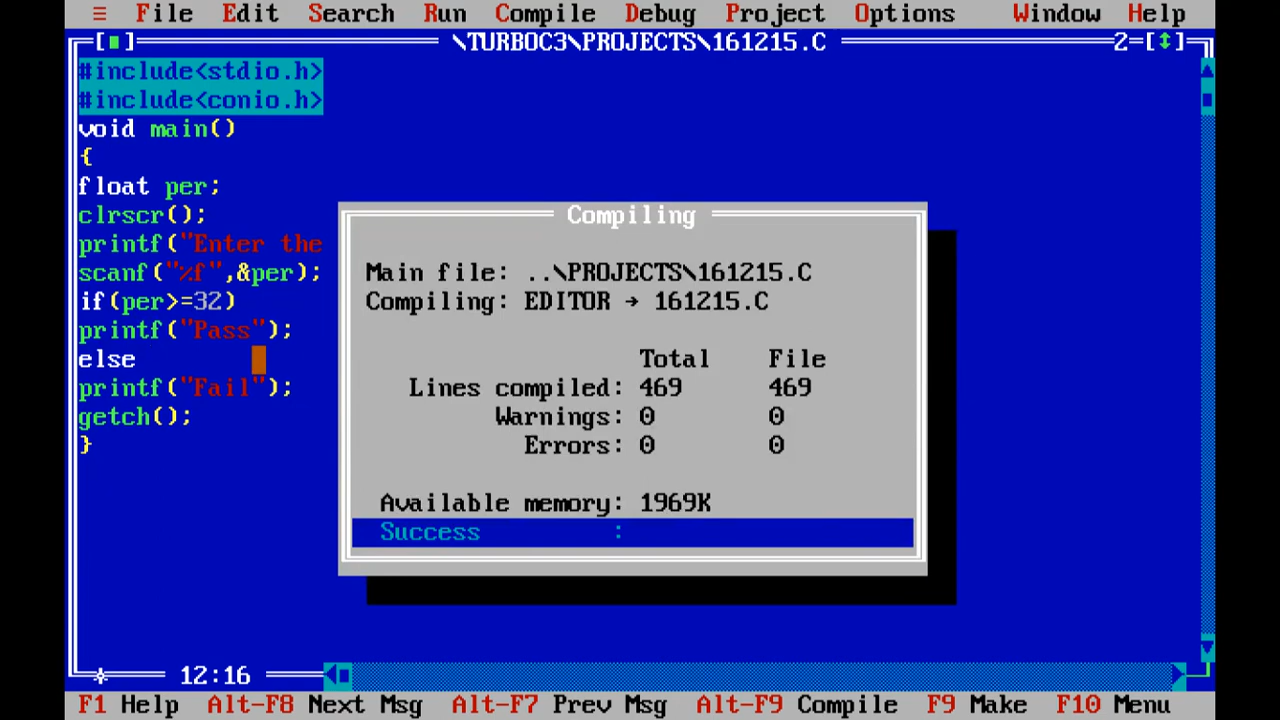 ≡ File Edit Search Run Compile Debug Project Options Window Help
\TURBOC3\PROJECTS\161215.C 2
#include<stdio.h>
#include<conio.h>
void main()
{
float per;
clrscr();
printf("Enter the
scanf("%f",&per);
if(per>=32)
printf("Pass");
else
printf("Fail");
getch();
}
Compiling
Main file: ..\PROJECTS\161215.C
Compiling: EDITOR → 161215.C
Total File
Lines compiled: 469 469
Warnings: 0 0
Errors: 0 0
Available memory: 1969K
Success :
12:16
F1 Help Alt-F8 Next Msg Alt-F7 Prev Msg Alt-F9 Compile F9 Make F10 Menu